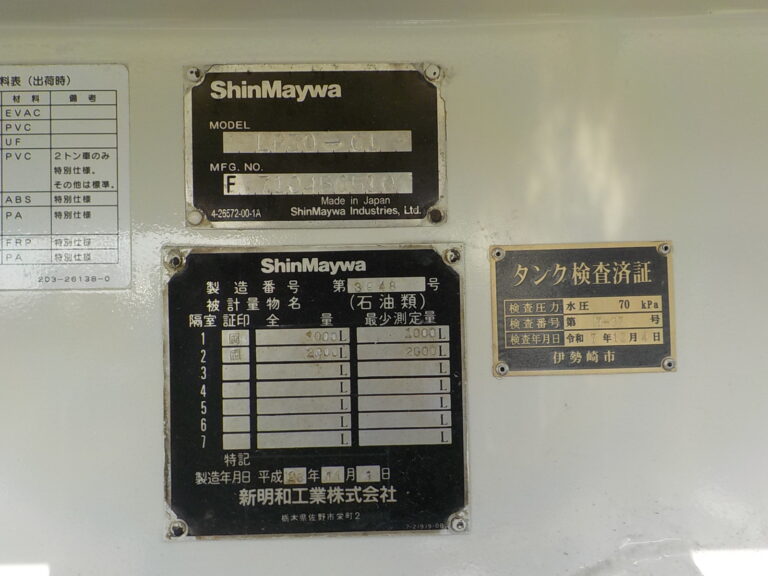 料表（出荷時）
材料 備考
EVAC
PVC
UF
PVC 2トン車のみ
特別仕様。
その他は標準。
ABS 特別仕様
PA 特別仕様
FRP 特別仕様
PA 特別仕様
2D3-26138-0
ShinMaywa
MODEL
MFG. NO.
Made in Japan
4-26572-00-1A ShinMaywa Industries, Ltd.
ShinMaywa
製造番号 第 3948 号
被計量物名 (石油類)
隔室 証印 全量 最少測定量
1 1000L 1000L
2 2000L 2000L
3 L L
4 L L
5 L L
6 L L
7 L L
特記
製造年月日 平成 年 月 日
新明和工業株式会社
栃木県佐野市栄町2
タンク検査済証
検査圧力 水圧 70 kPa
検査番号 第 号
検査年月日 令和 7年 月 日
伊勢崎市